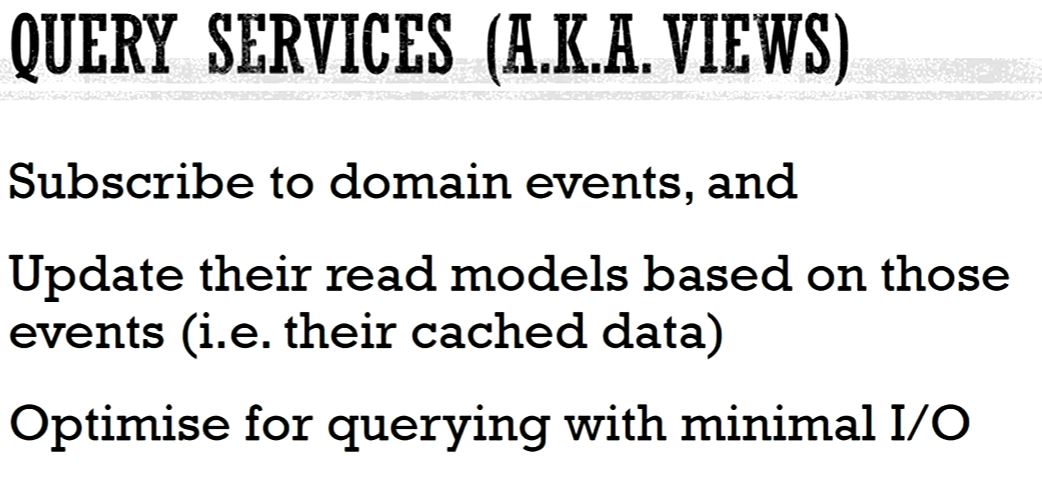 QUERY SERVICES (A.K.A. VIEWS)
Subscribe to domain events, and
Update their read models based on those
events (i.e. their cached data)
Optimise for querying with minimal I/O